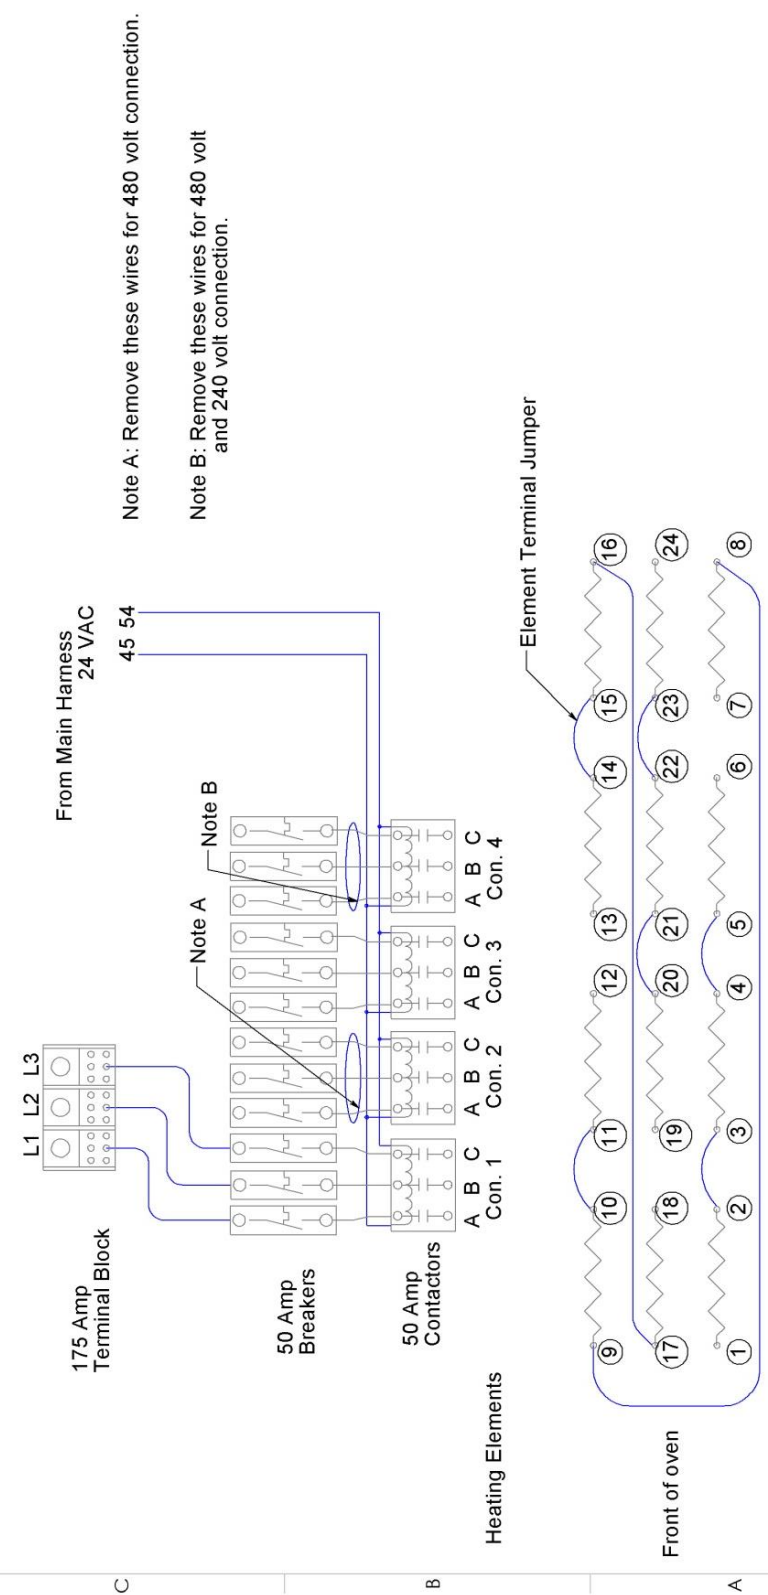 Note A: Remove these wires for 480 volt connection.
Note B: Remove these wires for 480 volt
and 240 volt connection.
From Main Harness
24 VAC
45 54
175 Amp
Terminal Block
L1 L2 L3
50 Amp
Breakers
Note A
Note B
50 Amp
Contactors
A B C
Con. 1
A B C
Con. 2
A B C
Con. 3
A B C
Con. 4
Heating Elements
Element Terminal Jumper
9 10 11 12 13 14 15 16
Front of oven
17 18 19 20 21 22 23 24
1 2 3 4 5 6 7 8
C
B
A